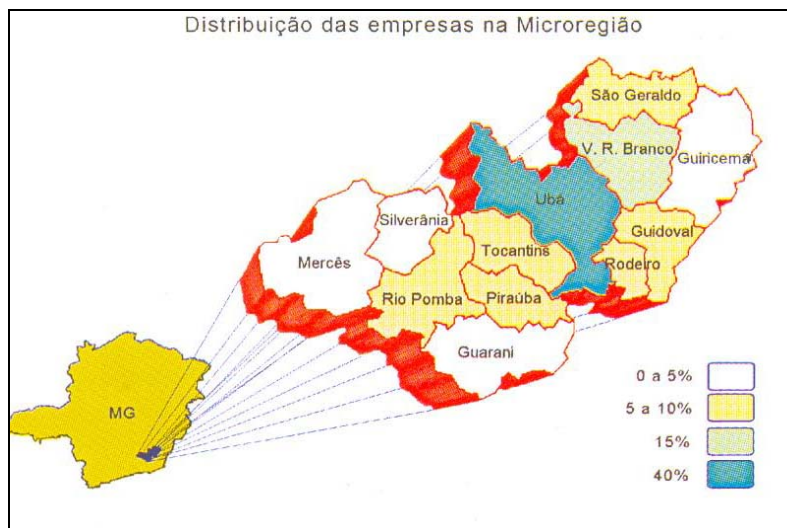 Distribuição das empresas na Microregião
São Geraldo
V. R. Branco
Guiricema
Ubá
Silverânia
Guidoval
Mercês
Tocantins
Rodeiro
Rio Pomba
Piraúba
Guarani
MG
0 a 5%
5 a 10%
15%
40%